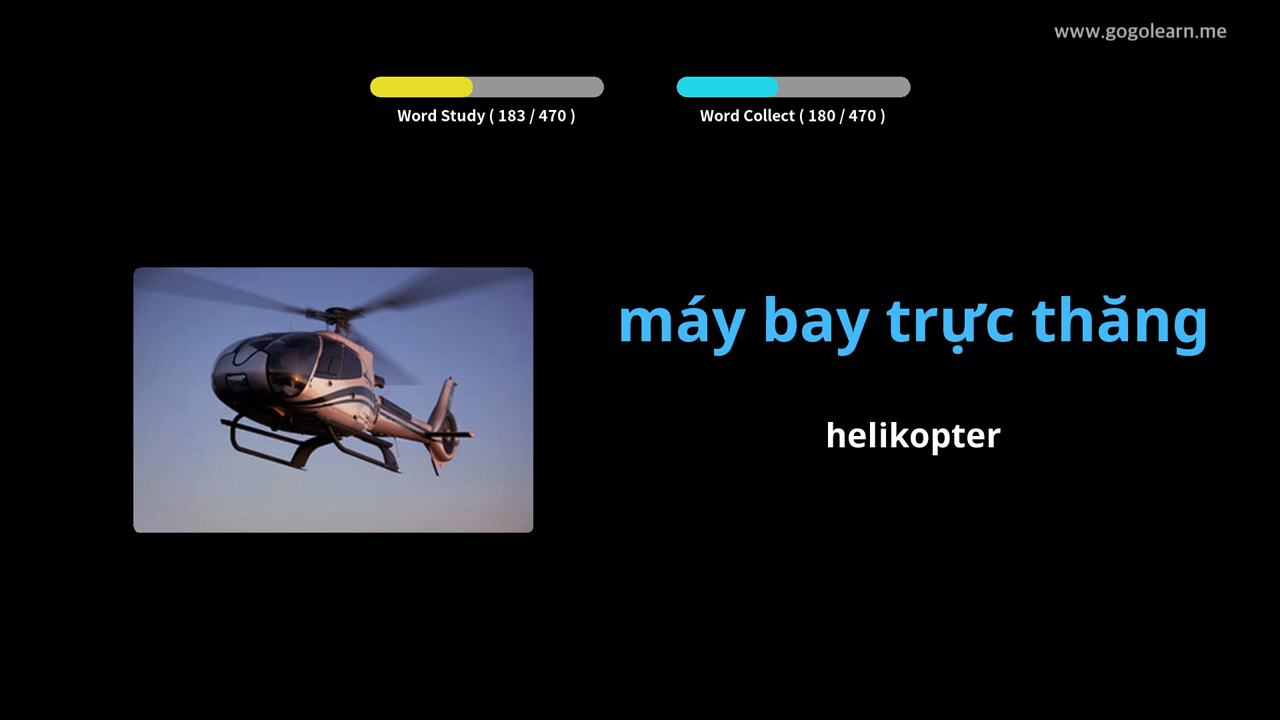 www.gogolearn.me
Word Study ( 183 / 470 )
Word Collect ( 180 / 470 )
máy bay trực thăng
helikopter